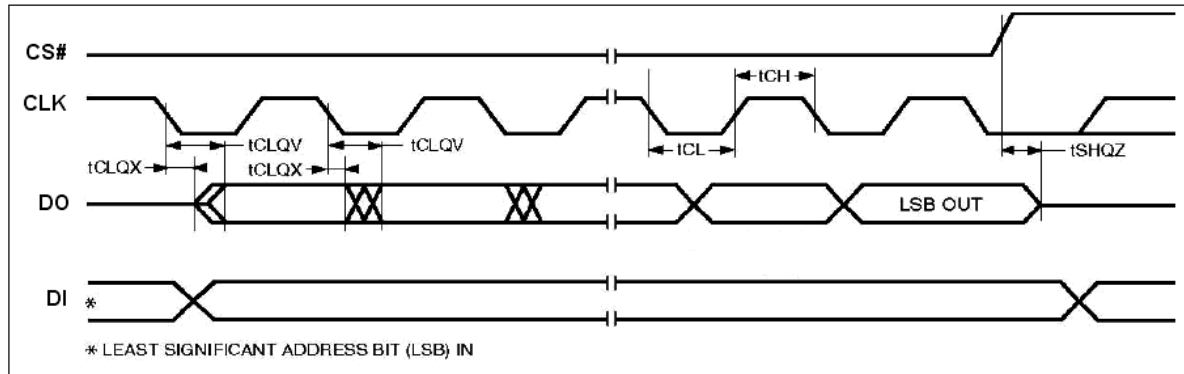 CS#
tCH
CLK
tCLQV
tCLQV
tCL
tSHQZ
tCLQX
tCLQX
DO
LSB OUT
DI
*
* LEAST SIGNIFICANT ADDRESS BIT (LSB) IN